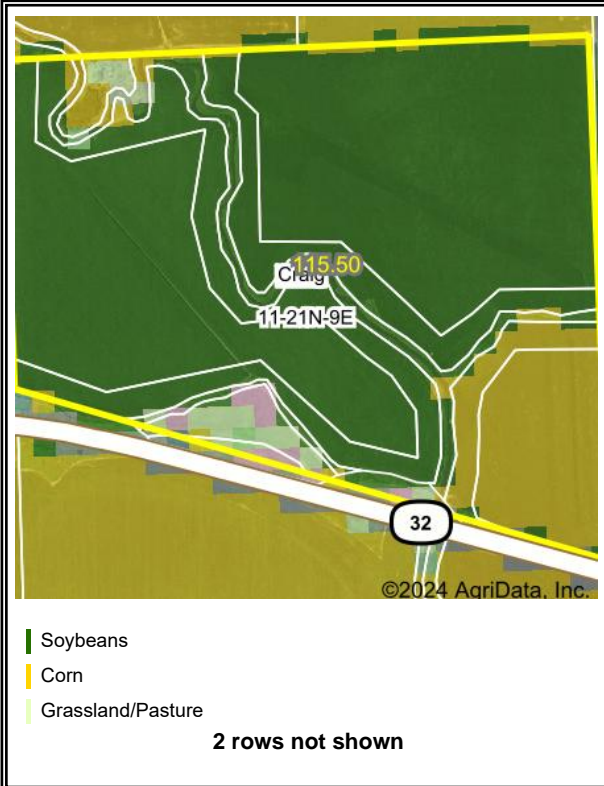 115.50
Craig
11-21N-9E
32
©2024 AgriData, Inc.
Soybeans
Corn
Grassland/Pasture
2 rows not shown